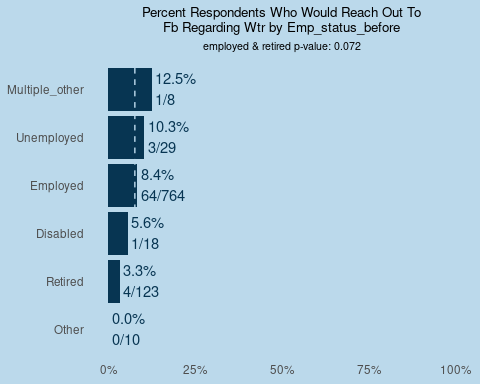 Percent Respondents Who Would Reach Out To
Fb Regarding Wtr by Emp_status_before
employed & retired p-value: 0.072
Multiple_other
12.5%
1/8
Unemployed
10.3%
3/29
Employed
8.4%
64/764
Disabled
5.6%
1/18
Retired
3.3%
4/123
Other
0.0%
0/10
0% 25% 50% 75% 100%